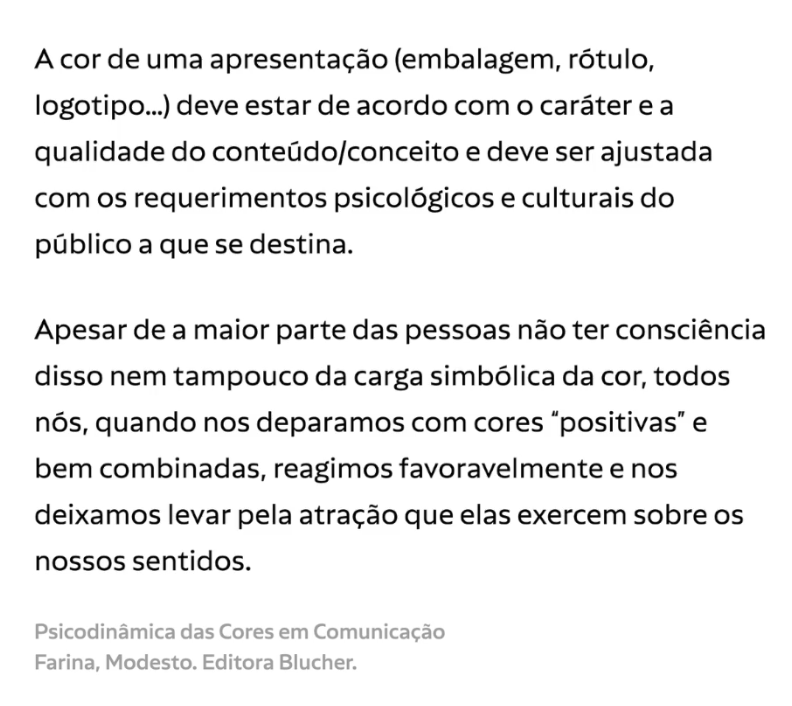 A cor de uma apresentação (embalagem, rótulo,
logotipo...) deve estar de acordo com o caráter e a
qualidade do conteúdo/conceito e deve ser ajustada
com os requerimentos psicológicos e culturais do
público a que se destina.
Apesar de a maior parte das pessoas não ter consciência
disso nem tampouco da carga simbólica da cor, todos
nós, quando nos deparamos com cores “positivas” e
bem combinadas, reagimos favoravelmente e nos
deixamos levar pela atração que elas exercem sobre os
nossos sentidos.
Psicodinâmica das Cores em Comunicação
Farina, Modesto. Editora Blucher.